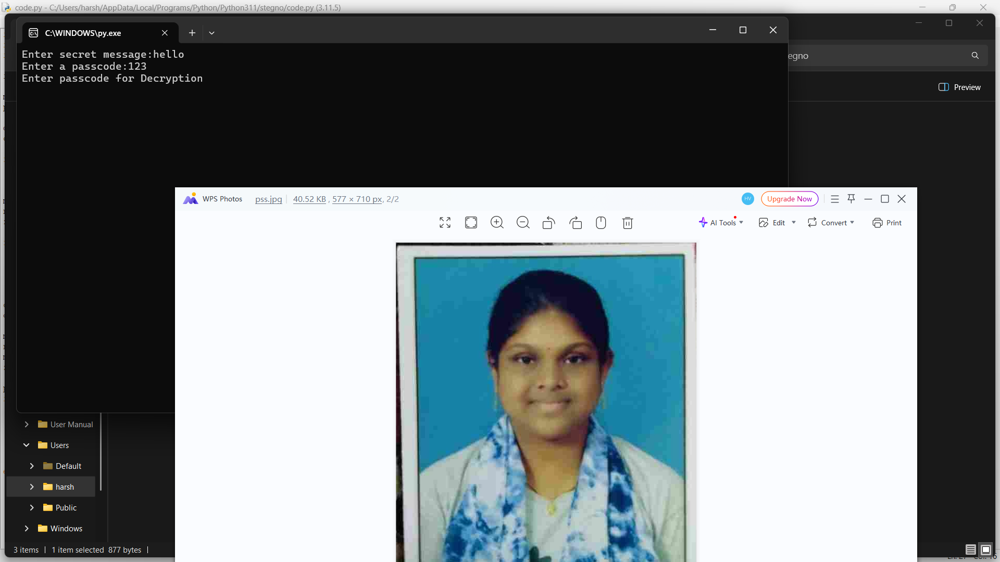 code.py - C:/Users/harsh/AppData/Local/Programs/Python/Python311/stegno/code.py (3.11.5)
C:\WINDOWS\py.exe
Enter secret message:hello
Enter a passcode:123
Enter passcode for Decryption
egno
Preview
WPS Photos pss.jpg 40.52 KB , 577 × 710 px, 2/2
HV Upgrade Now
AI Tools Edit Convert Print
User Manual
Users
Default
harsh
Public
Windows
3 items 1 item selected 877 bytes